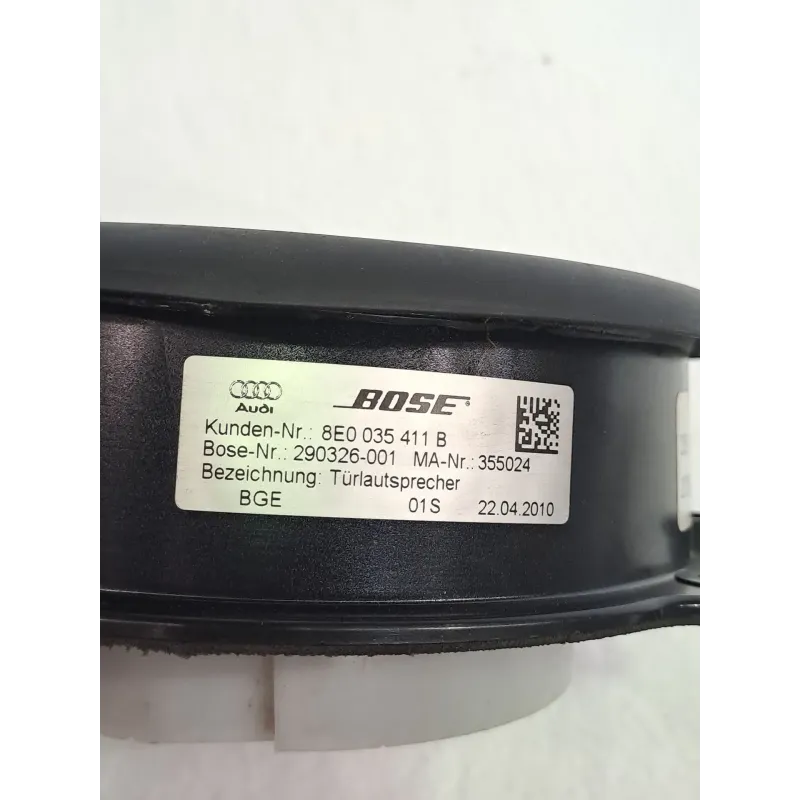 Audi BOSE®
Kunden-Nr.: 8E0 035 411 B
Bose-Nr.: 290326-001 MA-Nr.: 355024
Bezeichnung: Türlautsprecher
BGE 01S 22.04.2010